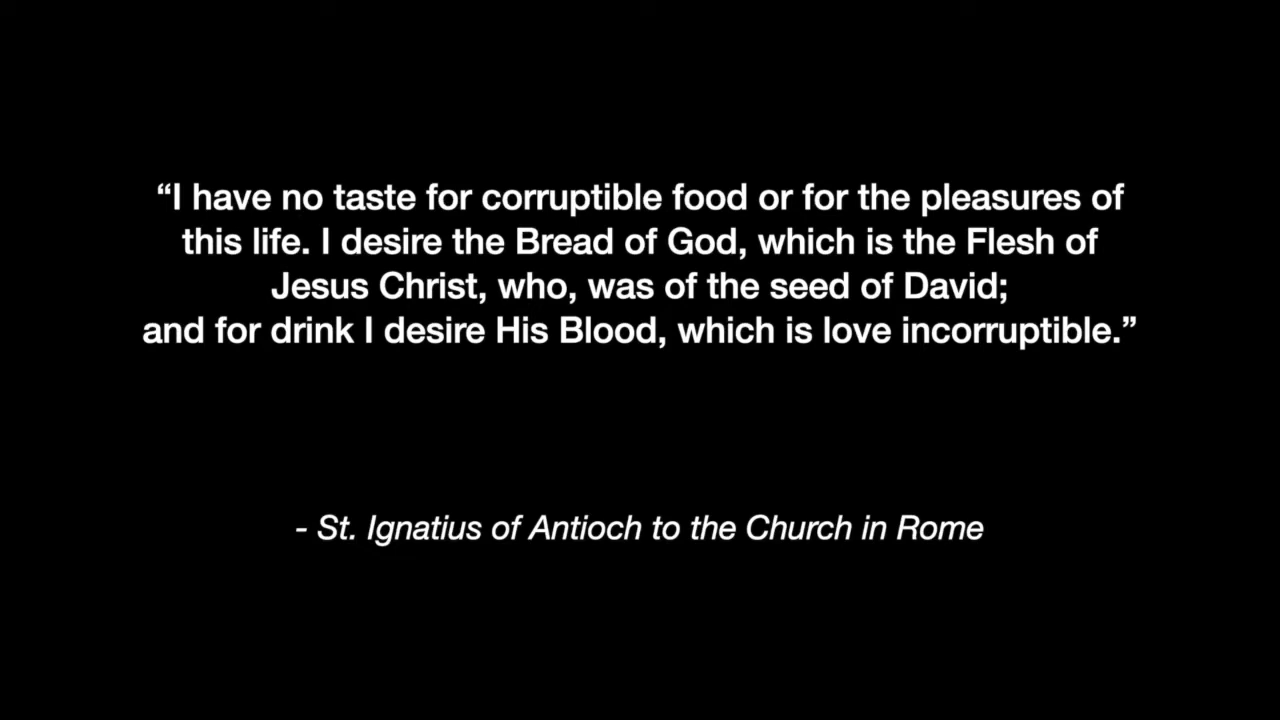 “I have no taste for corruptible food or for the pleasures of
this life. I desire the Bread of God, which is the Flesh of
Jesus Christ, who, was of the seed of David;
and for drink I desire His Blood, which is love incorruptible.”
- St. Ignatius of Antioch to the Church in Rome